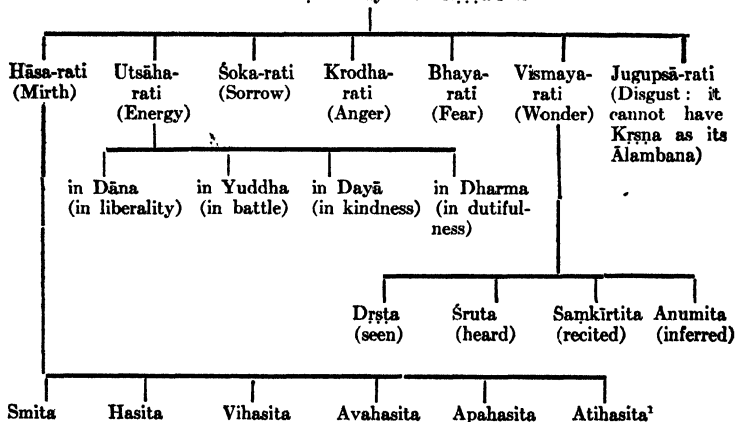 Hāsa-rati Utsāha- Śoka-rati Krodha- Bhaya- Vismaya- Jugupsā-rati
(Mirth) rati (Sorrow) rati rati rati (Disgust : it
(Energy) (Anger) (Fear) (Wonder) cannot have
Kṛṣṇa as its
Ālambana)
in Dāna in Yuddha in Dayā in Dharma
(in liberality) (in battle) (in kindness) (in dutiful-
ness)
Dṛṣṭa Śruta Saṃkīrtita Anumita
(seen) (heard) (recited) (inferred)
Smita Hasita Vihasita Avahasita Apahasita Atihasita¹